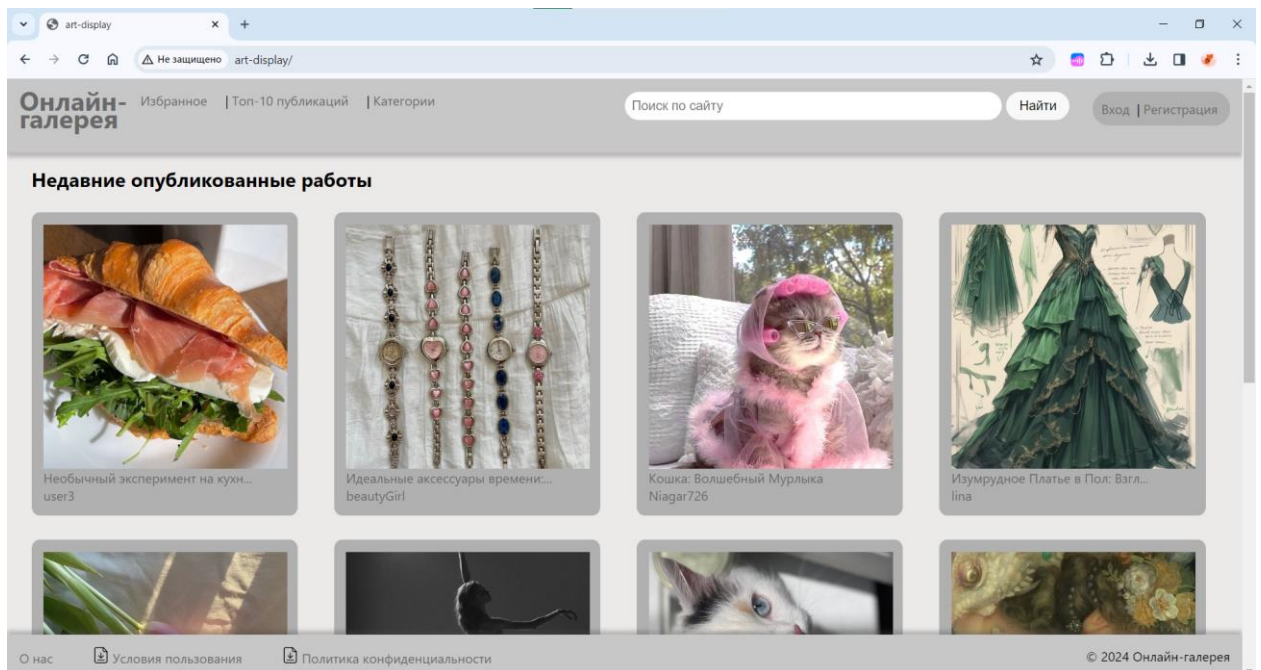 art-display
Не защищено art-display/
Онлайн-
галерея
Избранное | Топ-10 публикаций | Категории
Поиск по сайту
Найти
Вход | Регистрация
Недавние опубликованные работы
Необычный эксперимент на кухн...
user3
Идеальные аксессуары времени:...
beautyGirl
Кошка: Волшебный Мурлыка
Niagar726
Изумрудное Платье в Пол: Взгл...
lina
О нас
Условия пользования
Политика конфиденциальности
© 2024 Онлайн-галерея